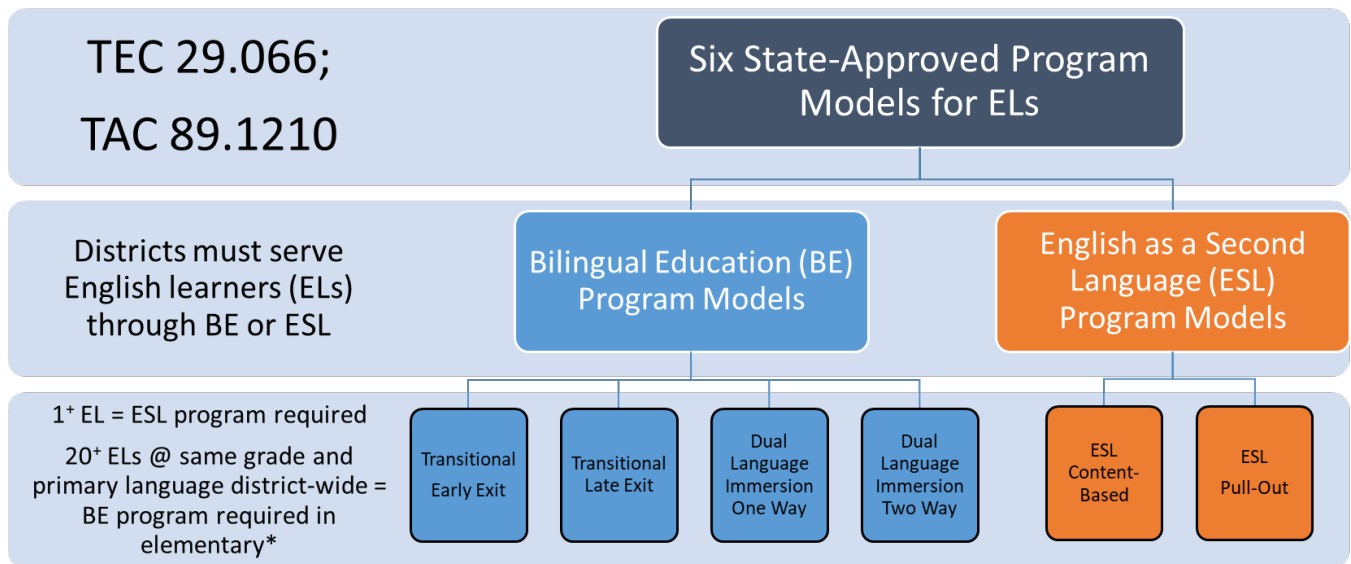 TEC 29.066;
TAC 89.1210
Six State-Approved Program
Models for ELs
Districts must serve
English learners (ELs)
through BE or ESL
Bilingual Education (BE)
Program Models
English as a Second
Language (ESL)
Program Models
1⁺ EL = ESL program required
20⁺ ELs @ same grade and
primary language district-wide =
BE program required in
elementary*
Transitional
Early Exit
Transitional
Late Exit
Dual
Language
Immersion
One Way
Dual
Language
Immersion
Two Way
ESL
Content-
Based
ESL
Pull-Out